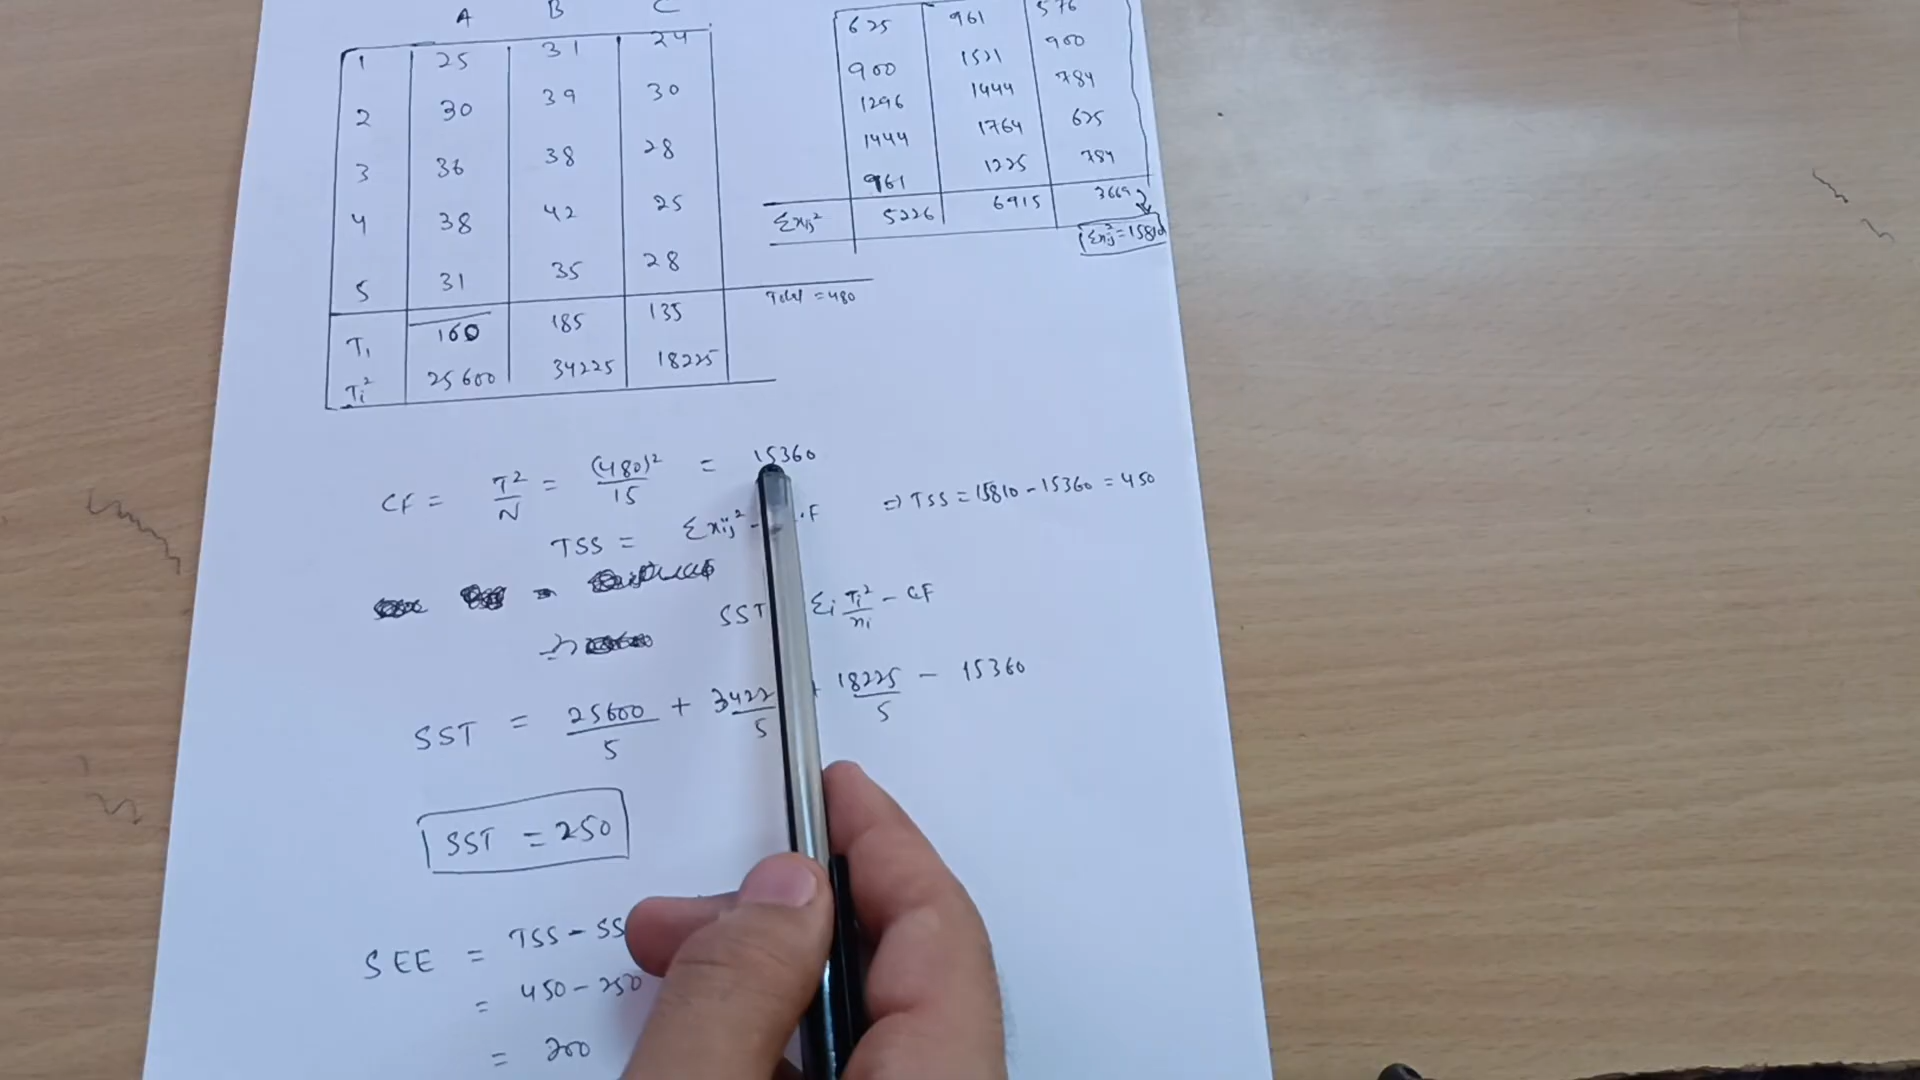 A B C
1 25 31 24
2 30 39 30
3 36 38 28
4 38 42 25
5 31 35 28
T₁ 160 185 135
Tᵢ² 25600 34225 18225
Total = 480
625 961 576
900 1521 900
1296 1444 784
1444 1764 625
961 1225 784
Σxᵢⱼ² 5226 6915 3669
Σxᵢⱼ² = 15810
CF = T²/N = (480)²/15 = 15360
TSS = Σxᵢⱼ² - .F ⇒ TSS = 15810 - 15360 = 450
SST Σᵢ Tᵢ²/nᵢ - CF
SST = 25600/5 + 3422/5 + 18225/5 - 15360
SST = 250
SEE = TSS - SS
= 450 - 250
= 200